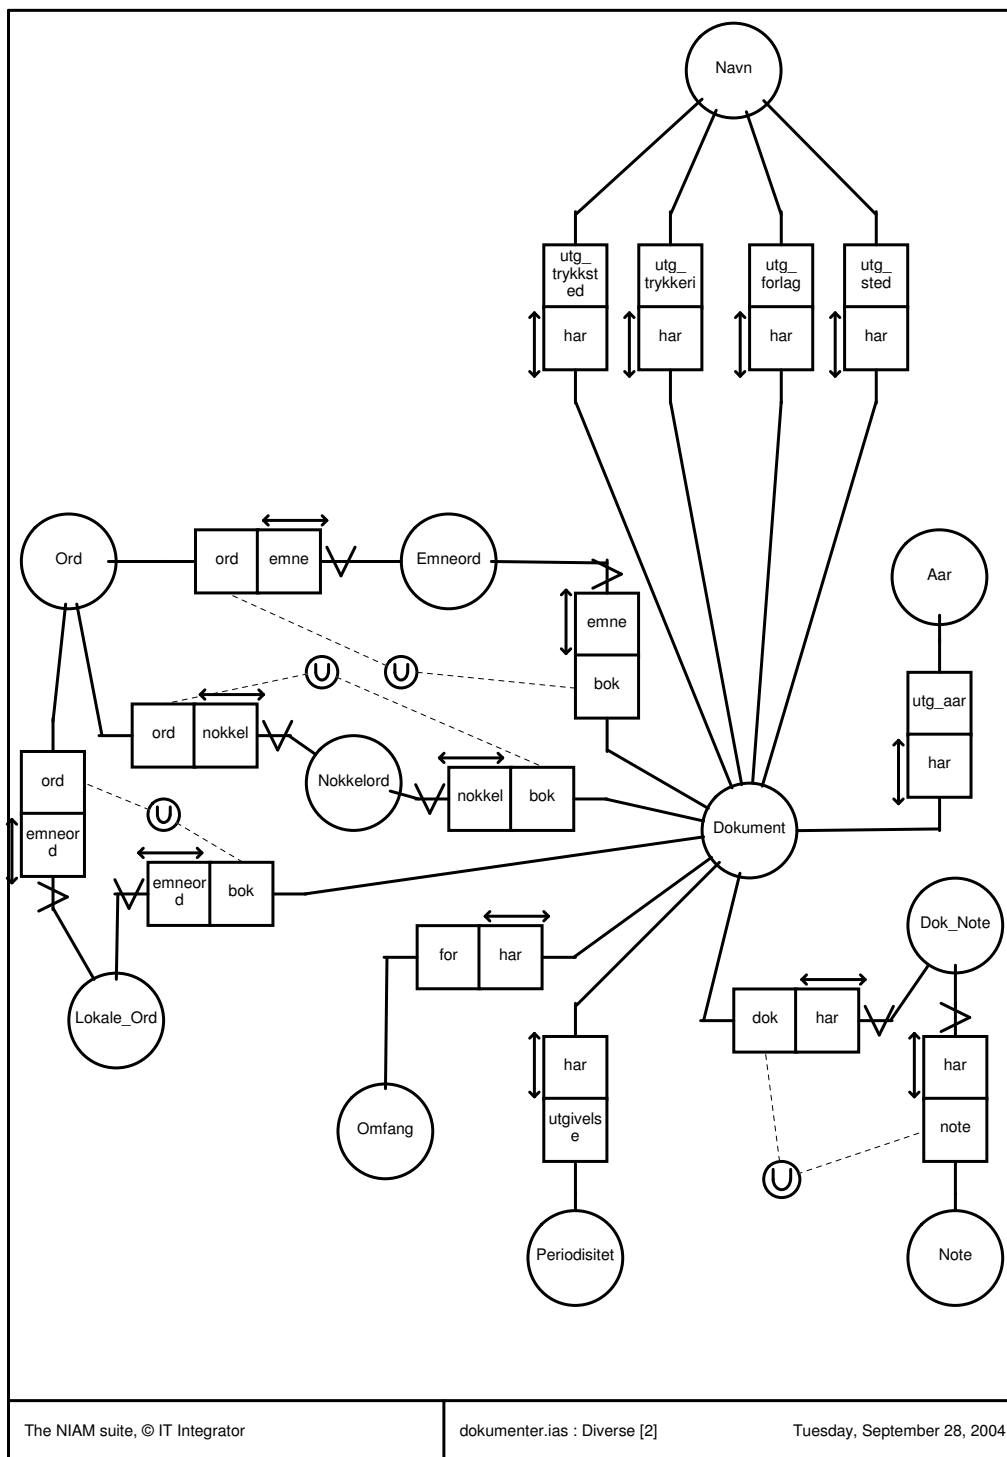 Navn
utg_
trykkst
ed
utg_
trykkeri
utg_
forlag
utg_
sted
har
har
har
har
Ord
ord
emne
Emneord
Aar
emne
bok
U
U
utg_aar
har
ord
nokkel
Nokkelord
nokkel
bok
ord
emneor
d
U
Dokument
emneor
d
bok
Dok_Note
for
har
Lokale_Ord
dok
har
har
utgivels
e
har
note
Omfang
U
Periodisitet
Note
The NIAM suite, © IT Integrator
dokumenter.ias : Diverse [2]
Tuesday, September 28, 2004